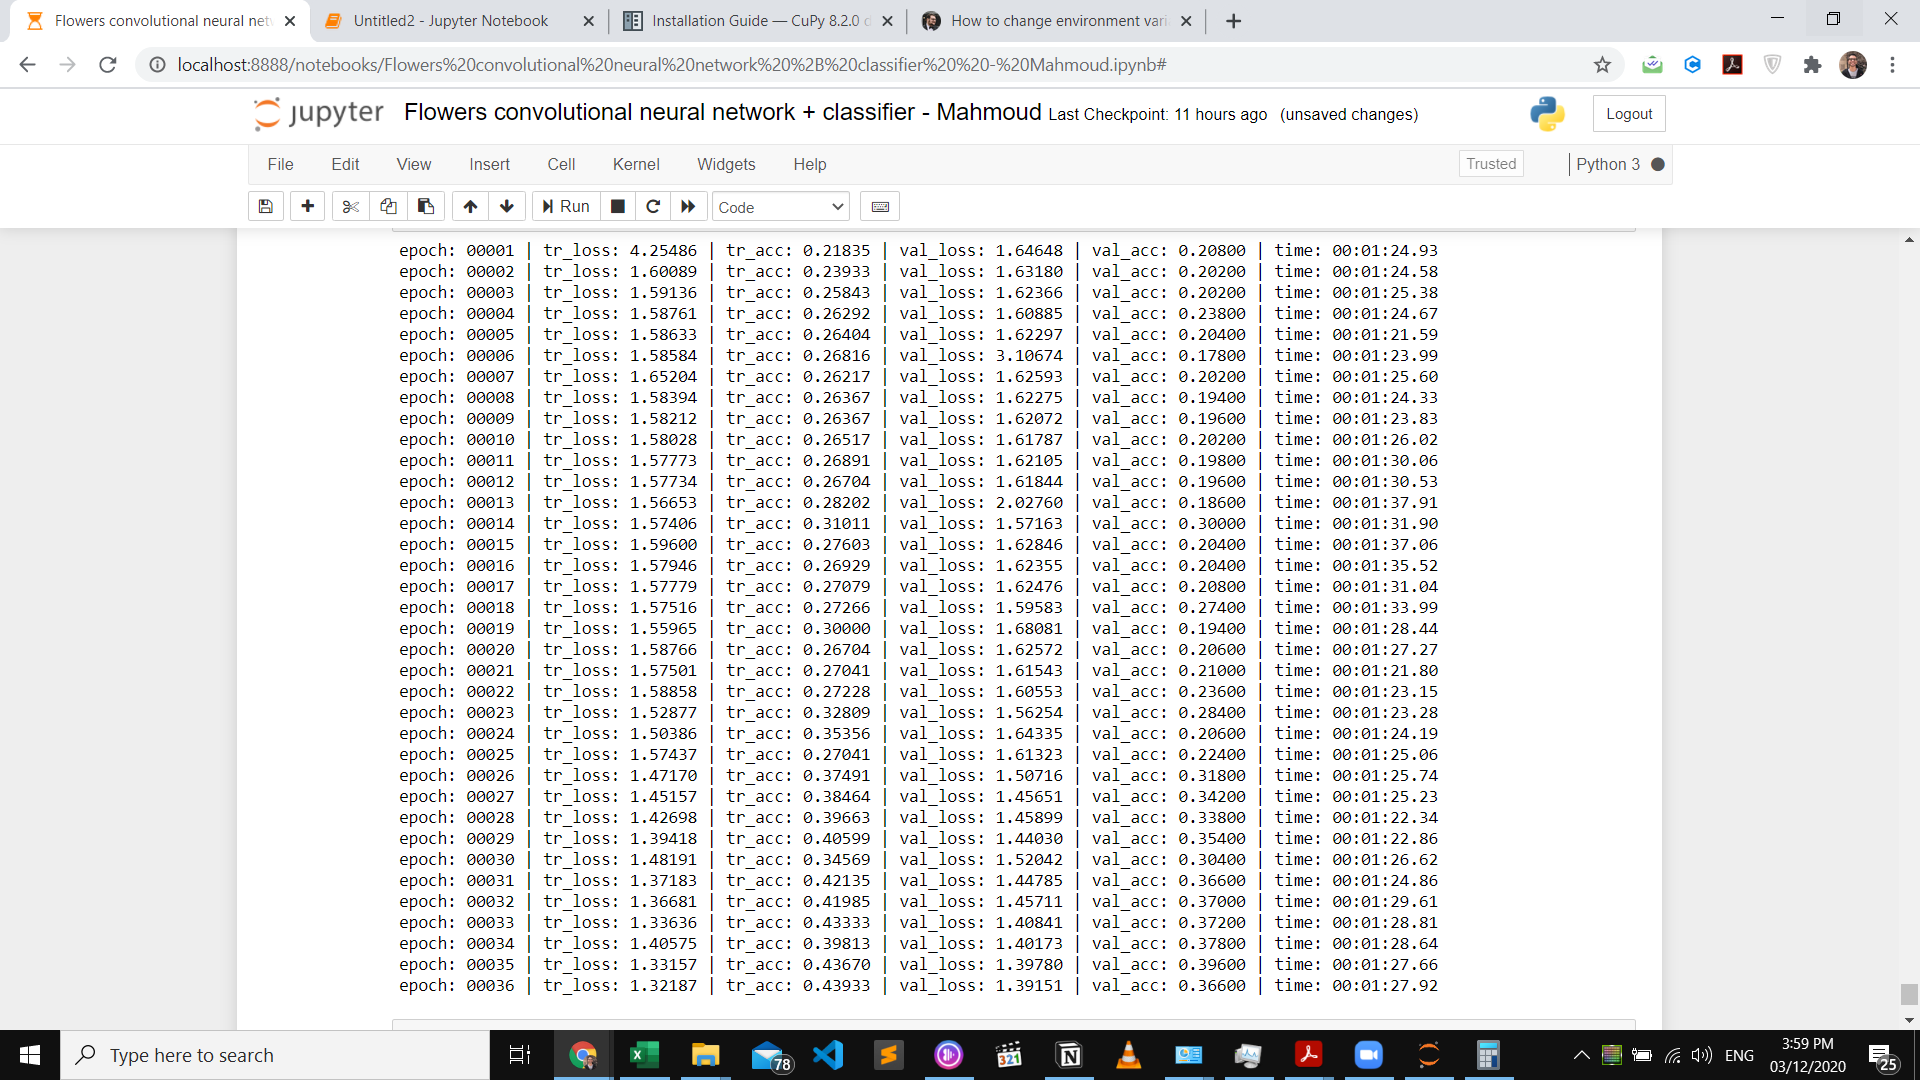 Flowers convolutional neural net
Untitled2 - Jupyter Notebook
Installation Guide — CuPy 8.2.0 d
How to change environment vari
localhost:8888/notebooks/Flowers%20convolutional%20neural%20network%20%2B%20classifier%20%20-%20Mahmoud.ipynb#
jupyter Flowers convolutional neural network + classifier - Mahmoud Last Checkpoint: 11 hours ago (unsaved changes)
Logout
File Edit View Insert Cell Kernel Widgets Help
Trusted
Python 3
Run
Code
epoch: 00001 | tr_loss: 4.25486 | tr_acc: 0.21835 | val_loss: 1.64648 | val_acc: 0.20800 | time: 00:01:24.93
epoch: 00002 | tr_loss: 1.60089 | tr_acc: 0.23933 | val_loss: 1.63180 | val_acc: 0.20200 | time: 00:01:24.58
epoch: 00003 | tr_loss: 1.59136 | tr_acc: 0.25843 | val_loss: 1.62366 | val_acc: 0.20200 | time: 00:01:25.38
epoch: 00004 | tr_loss: 1.58761 | tr_acc: 0.26292 | val_loss: 1.60885 | val_acc: 0.23800 | time: 00:01:24.67
epoch: 00005 | tr_loss: 1.58633 | tr_acc: 0.26404 | val_loss: 1.62297 | val_acc: 0.20400 | time: 00:01:21.59
epoch: 00006 | tr_loss: 1.58584 | tr_acc: 0.26816 | val_loss: 3.10674 | val_acc: 0.17800 | time: 00:01:23.99
epoch: 00007 | tr_loss: 1.65204 | tr_acc: 0.26217 | val_loss: 1.62593 | val_acc: 0.20200 | time: 00:01:25.60
epoch: 00008 | tr_loss: 1.58394 | tr_acc: 0.26367 | val_loss: 1.62275 | val_acc: 0.19400 | time: 00:01:24.33
epoch: 00009 | tr_loss: 1.58212 | tr_acc: 0.26367 | val_loss: 1.62072 | val_acc: 0.19600 | time: 00:01:23.83
epoch: 00010 | tr_loss: 1.58028 | tr_acc: 0.26517 | val_loss: 1.61787 | val_acc: 0.20200 | time: 00:01:26.02
epoch: 00011 | tr_loss: 1.57773 | tr_acc: 0.26891 | val_loss: 1.62105 | val_acc: 0.19800 | time: 00:01:30.06
epoch: 00012 | tr_loss: 1.57734 | tr_acc: 0.26704 | val_loss: 1.61844 | val_acc: 0.19600 | time: 00:01:30.53
epoch: 00013 | tr_loss: 1.56653 | tr_acc: 0.28202 | val_loss: 2.02760 | val_acc: 0.18600 | time: 00:01:37.91
epoch: 00014 | tr_loss: 1.57406 | tr_acc: 0.31011 | val_loss: 1.57163 | val_acc: 0.30000 | time: 00:01:31.90
epoch: 00015 | tr_loss: 1.59600 | tr_acc: 0.27603 | val_loss: 1.62846 | val_acc: 0.20400 | time: 00:01:37.06
epoch: 00016 | tr_loss: 1.57946 | tr_acc: 0.26929 | val_loss: 1.62355 | val_acc: 0.20400 | time: 00:01:35.52
epoch: 00017 | tr_loss: 1.57779 | tr_acc: 0.27079 | val_loss: 1.62476 | val_acc: 0.20800 | time: 00:01:31.04
epoch: 00018 | tr_loss: 1.57516 | tr_acc: 0.27266 | val_loss: 1.59583 | val_acc: 0.27400 | time: 00:01:33.99
epoch: 00019 | tr_loss: 1.55965 | tr_acc: 0.30000 | val_loss: 1.68081 | val_acc: 0.19400 | time: 00:01:28.44
epoch: 00020 | tr_loss: 1.58766 | tr_acc: 0.26704 | val_loss: 1.62572 | val_acc: 0.20600 | time: 00:01:27.27
epoch: 00021 | tr_loss: 1.57501 | tr_acc: 0.27041 | val_loss: 1.61543 | val_acc: 0.21000 | time: 00:01:21.80
epoch: 00022 | tr_loss: 1.58858 | tr_acc: 0.27228 | val_loss: 1.60553 | val_acc: 0.23600 | time: 00:01:23.15
epoch: 00023 | tr_loss: 1.52877 | tr_acc: 0.32809 | val_loss: 1.56254 | val_acc: 0.28400 | time: 00:01:23.28
epoch: 00024 | tr_loss: 1.50386 | tr_acc: 0.35356 | val_loss: 1.64335 | val_acc: 0.20600 | time: 00:01:24.19
epoch: 00025 | tr_loss: 1.57437 | tr_acc: 0.27041 | val_loss: 1.61323 | val_acc: 0.22400 | time: 00:01:25.06
epoch: 00026 | tr_loss: 1.47170 | tr_acc: 0.37491 | val_loss: 1.50716 | val_acc: 0.31800 | time: 00:01:25.74
epoch: 00027 | tr_loss: 1.45157 | tr_acc: 0.38464 | val_loss: 1.45651 | val_acc: 0.34200 | time: 00:01:25.23
epoch: 00028 | tr_loss: 1.42698 | tr_acc: 0.39663 | val_loss: 1.45899 | val_acc: 0.33800 | time: 00:01:22.34
epoch: 00029 | tr_loss: 1.39418 | tr_acc: 0.40599 | val_loss: 1.44030 | val_acc: 0.35400 | time: 00:01:22.86
epoch: 00030 | tr_loss: 1.48191 | tr_acc: 0.34569 | val_loss: 1.52042 | val_acc: 0.30400 | time: 00:01:26.62
epoch: 00031 | tr_loss: 1.37183 | tr_acc: 0.42135 | val_loss: 1.44785 | val_acc: 0.36600 | time: 00:01:24.86
epoch: 00032 | tr_loss: 1.36681 | tr_acc: 0.41985 | val_loss: 1.45711 | val_acc: 0.37000 | time: 00:01:29.61
epoch: 00033 | tr_loss: 1.33636 | tr_acc: 0.43333 | val_loss: 1.40841 | val_acc: 0.37200 | time: 00:01:28.81
epoch: 00034 | tr_loss: 1.40575 | tr_acc: 0.39813 | val_loss: 1.40173 | val_acc: 0.37800 | time: 00:01:28.64
epoch: 00035 | tr_loss: 1.33157 | tr_acc: 0.43670 | val_loss: 1.39780 | val_acc: 0.39600 | time: 00:01:27.66
epoch: 00036 | tr_loss: 1.32187 | tr_acc: 0.43933 | val_loss: 1.39151 | val_acc: 0.36600 | time: 00:01:27.92
Type here to search
78
321
ENG
3:59 PM
03/12/2020
25